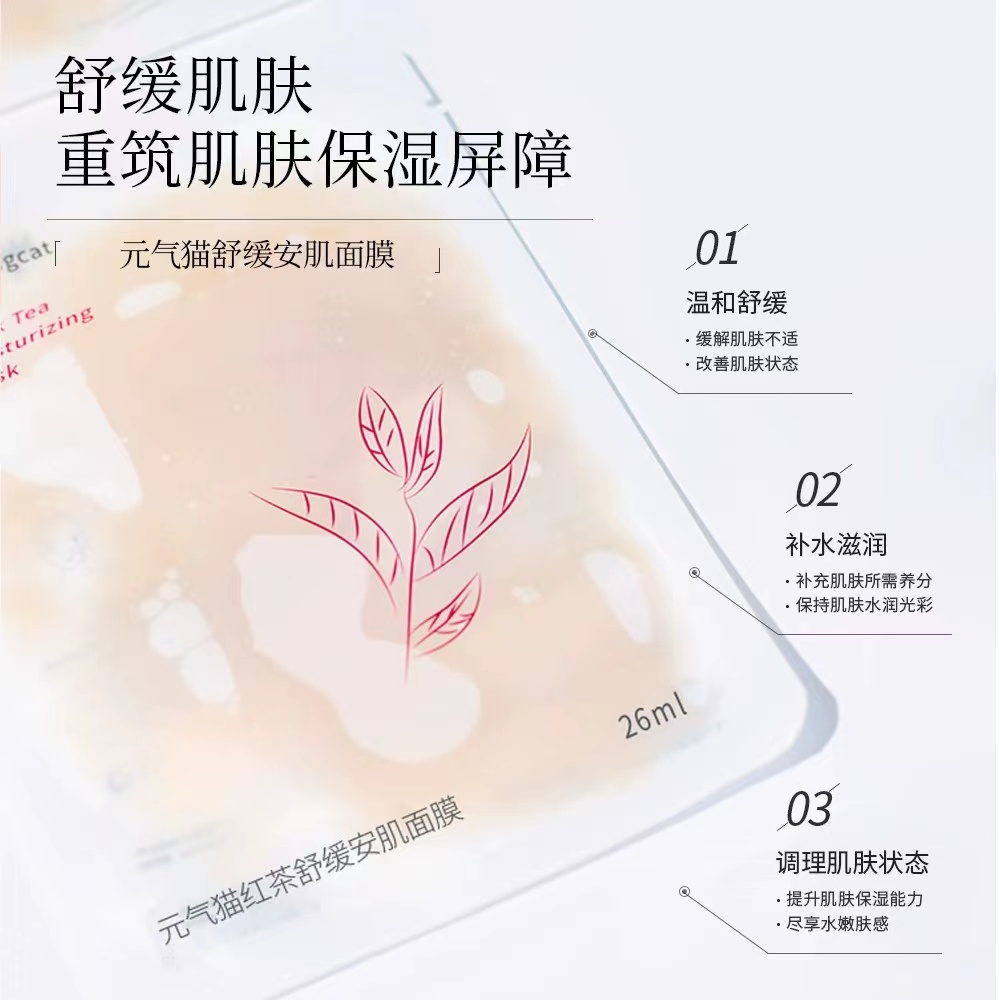 舒缓肌肤
重筑肌肤保湿屏障
「 元气猫舒缓安肌面膜 」
gcat
Tea
sturizing
sk
01
温和舒缓
· 缓解肌肤不适
· 改善肌肤状态
02
补水滋润
· 补充肌肤所需养分
· 保持肌肤水润光彩
26ml
03
调理肌肤状态
· 提升肌肤保湿能力
· 尽享水嫩肤感
元气猫红茶舒缓安肌面膜